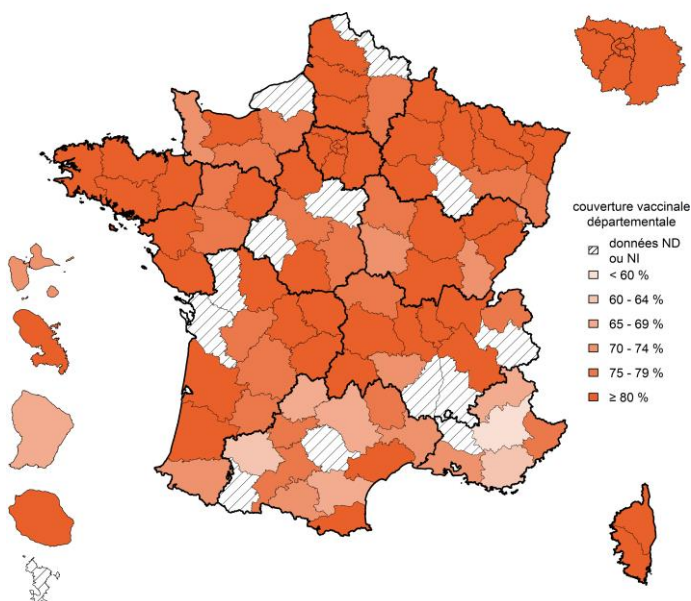 couverture vaccinale
départementale
données ND
ou NI
< 60 %
60 - 64 %
65 - 69 %
70 - 74 %
75 - 79 %
≥ 80 %